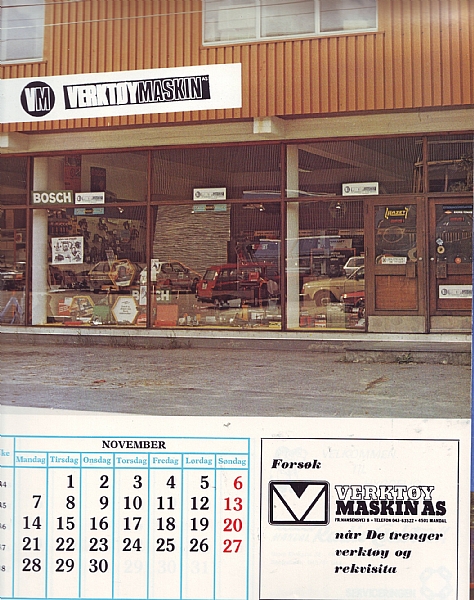 VM VERKTØYMASKIN AS
BOSCH
HAZET
NOVEMBER
Mandag Tirsdag Onsdag Torsdag Fredag Lørdag Søndag
1 2 3 4 5 6
7 8 9 10 11 12 13
14 15 16 17 18 19 20
21 22 23 24 25 26 27
28 29 30
Forsøk
VERKTØY
MASKIN AS
når De trenger
verktøy og
rekvisita